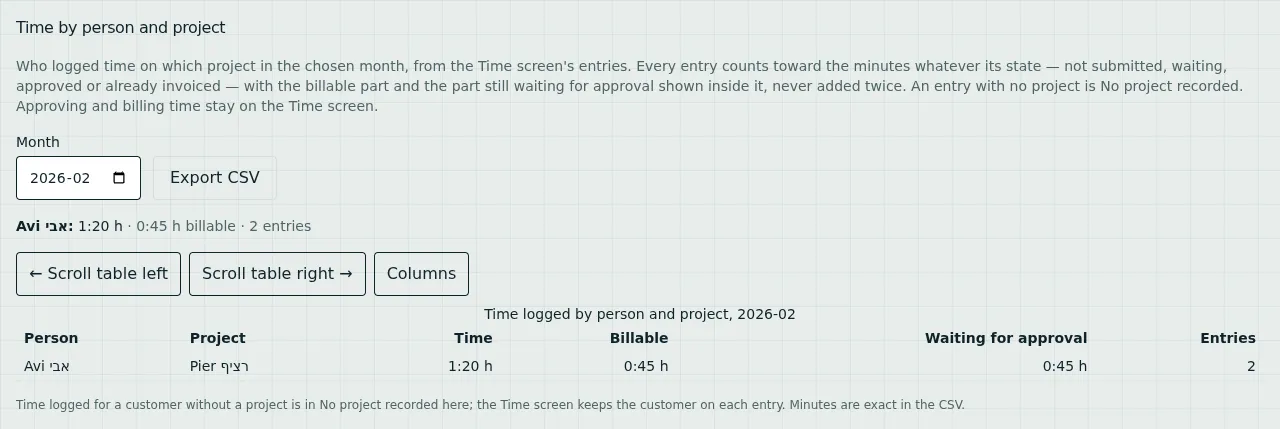 Time by person and project
Who logged time on which project in the chosen month, from the Time screen's entries. Every entry counts toward the minutes whatever its state — not submitted, waiting,
approved or already invoiced — with the billable part and the part still waiting for approval shown inside it, never added twice. An entry with no project is No project recorded.
Approving and billing time stay on the Time screen.
Month
2026-02 Export CSV
Avi אבי: 1:20 h · 0:45 h billable · 2 entries
← Scroll table left Scroll table right → Columns
Time logged by person and project, 2026-02
Person Project Time Billable Waiting for approval Entries
Avi אבי Pier רציף 1:20 h 0:45 h 0:45 h 2
Time logged for a customer without a project is in No project recorded here; the Time screen keeps the customer on each entry. Minutes are exact in the CSV.